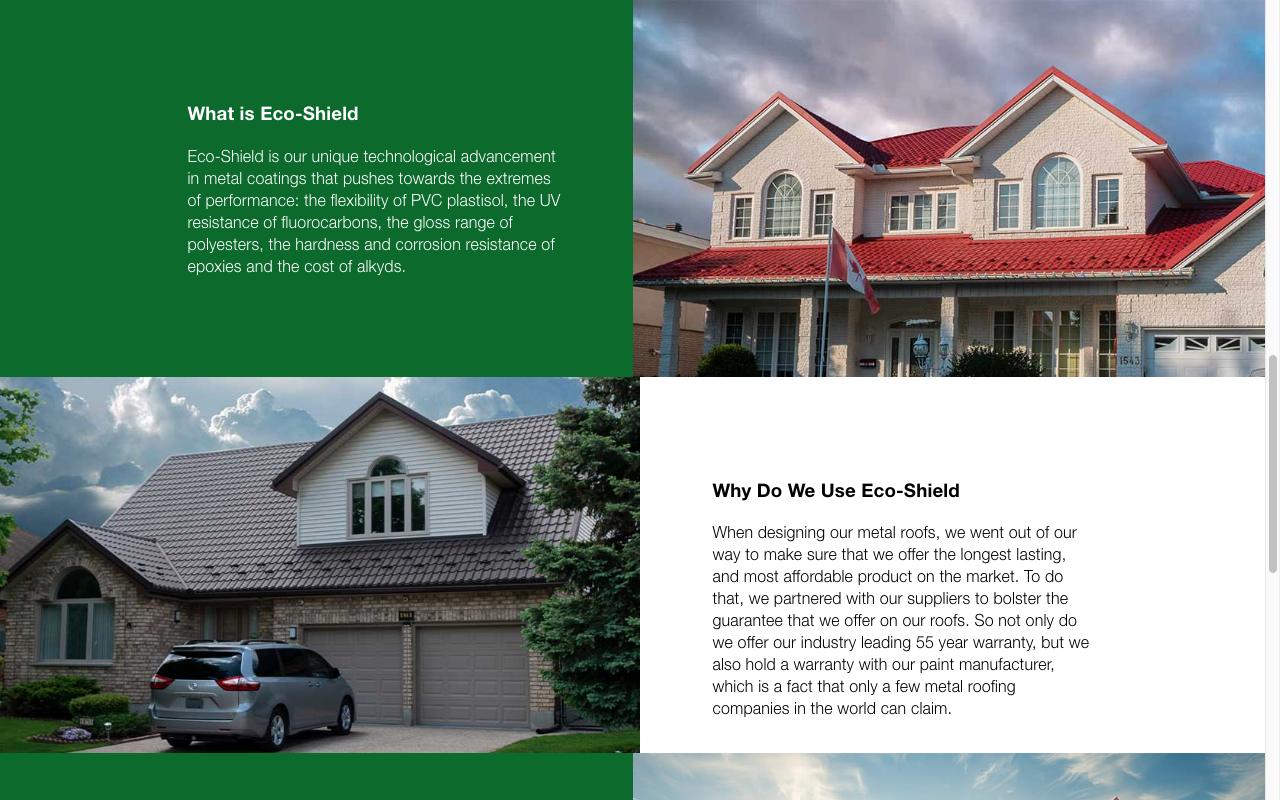 What is Eco-Shield
Eco-Shield is our unique technological advancement
in metal coatings that pushes towards the extremes
of performance: the flexibility of PVC plastisol, the UV
resistance of fluorocarbons, the gloss range of
polyesters, the hardness and corrosion resistance of
epoxies and the cost of alkyds.
1543
Why Do We Use Eco-Shield
When designing our metal roofs, we went out of our
way to make sure that we offer the longest lasting,
and most affordable product on the market. To do
that, we partnered with our suppliers to bolster the
guarantee that we offer on our roofs. So not only do
we offer our industry leading 55 year warranty, but we
also hold a warranty with our paint manufacturer,
which is a fact that only a few metal roofing
companies in the world can claim.